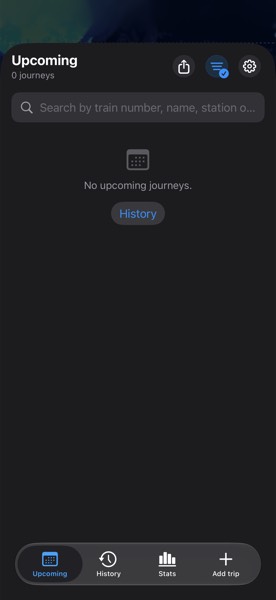 Upcoming
0 journeys
Search by train number, name, station o...
No upcoming journeys.
History
Upcoming
History
Stats
Add trip